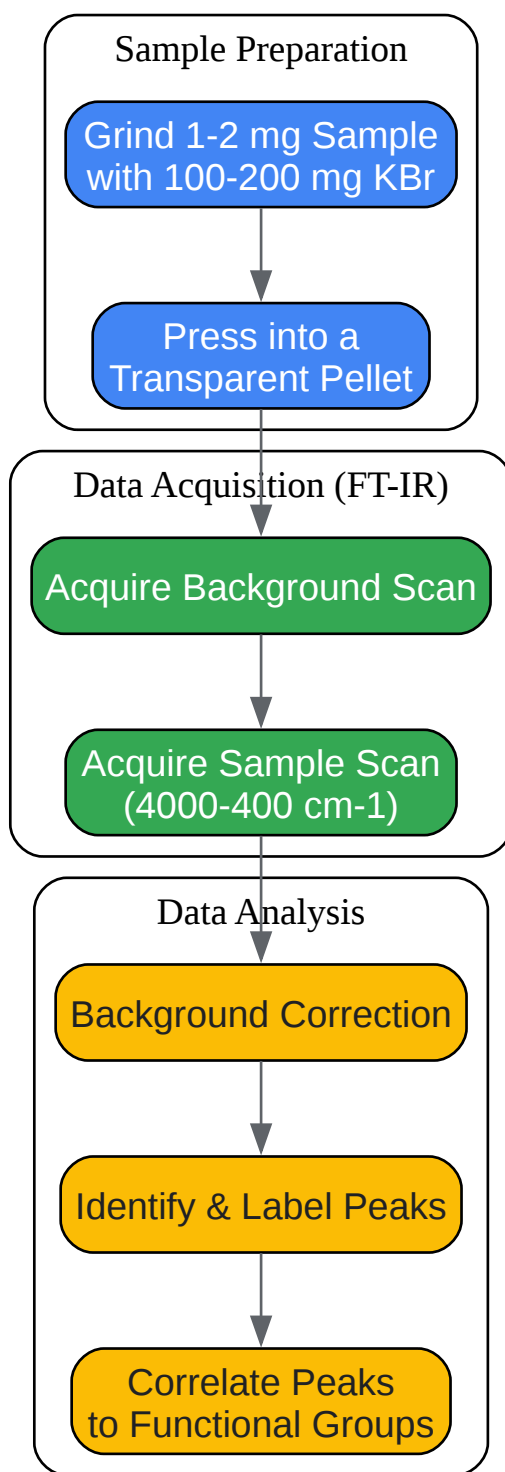 Sample Preparation
Grind 1-2 mg Sample
with 100-200 mg KBr
Press into a
Transparent Pellet
Data Acquisition (FT-IR)
Acquire Background Scan
Acquire Sample Scan
(4000-400 cm-1)
Data Analysis
Background Correction
Identify & Label Peaks
Correlate Peaks
to Functional Groups